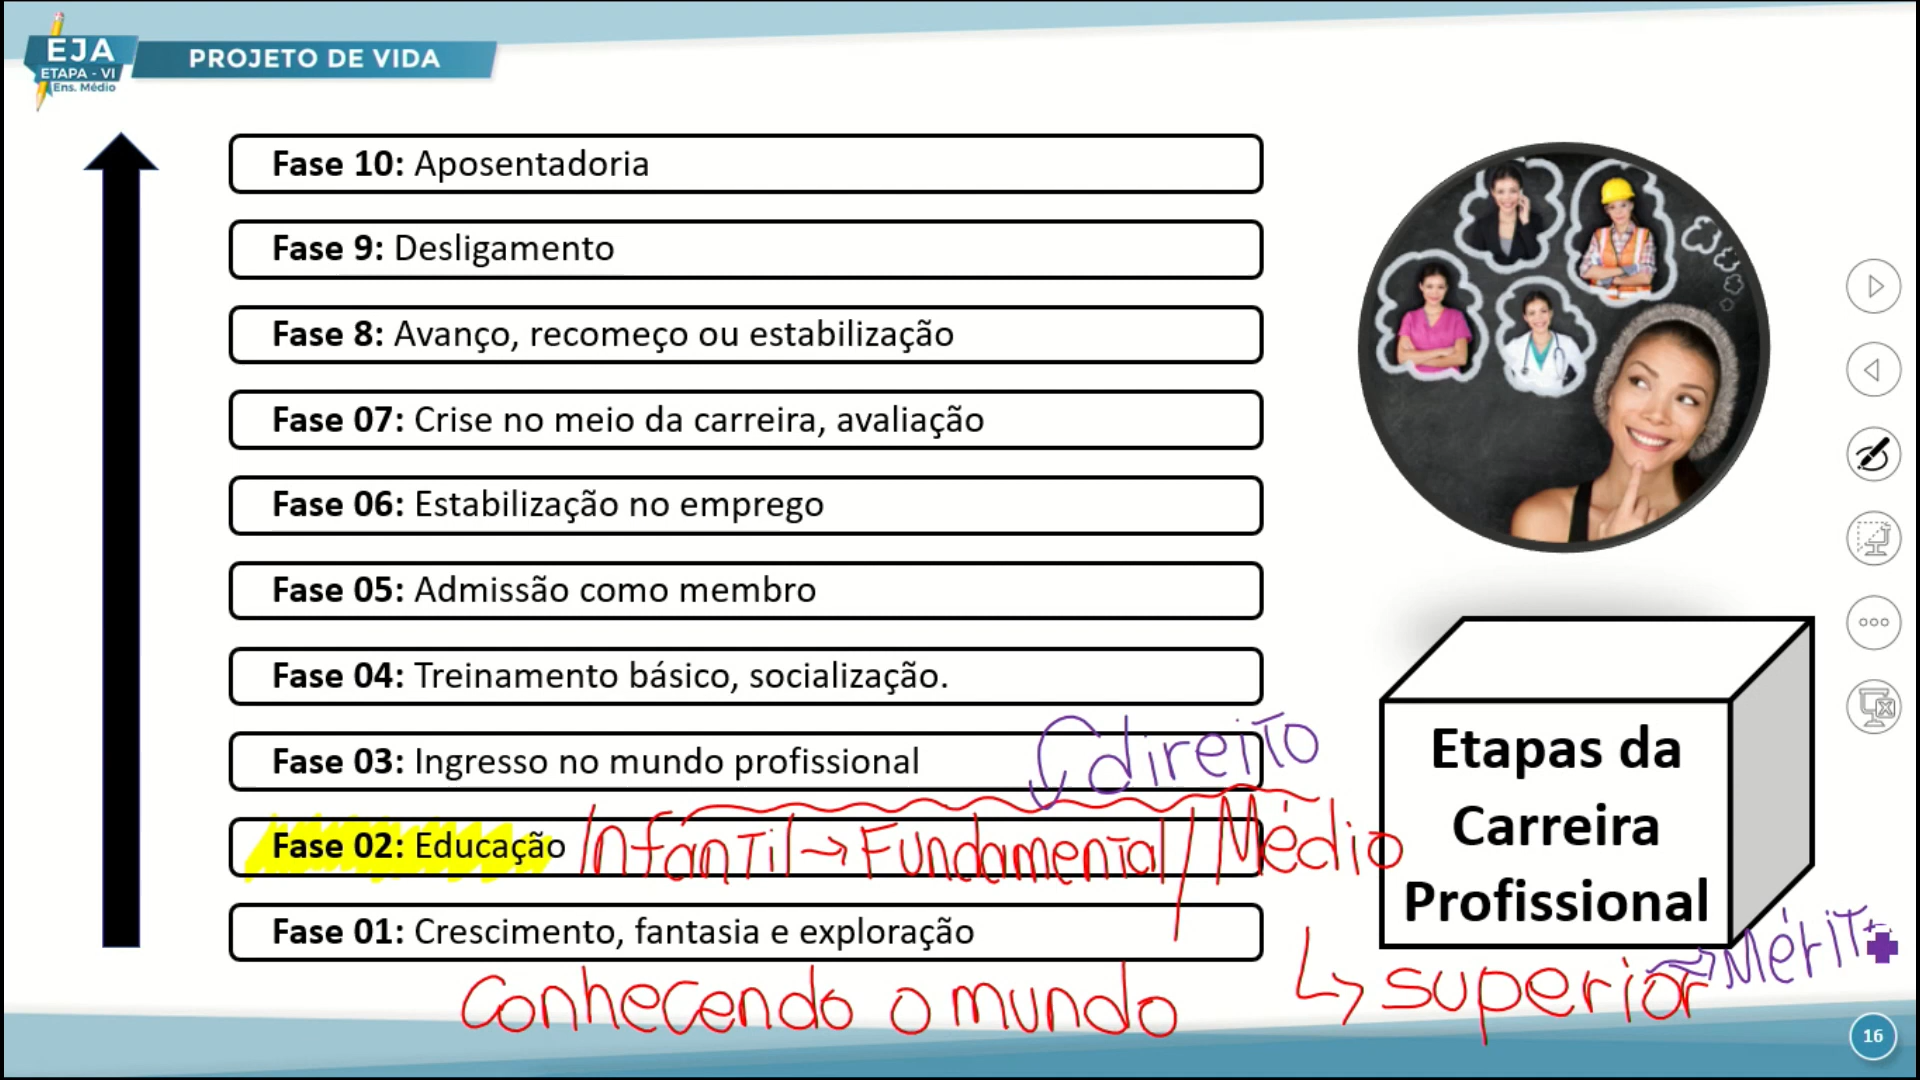 EJA
ETAPA - VI
Ens. Médio
PROJETO DE VIDA
Fase 10: Aposentadoria
Fase 9: Desligamento
Fase 8: Avanço, recomeço ou estabilização
Fase 07: Crise no meio da carreira, avaliação
Fase 06: Estabilização no emprego
Fase 05: Admissão como membro
Fase 04: Treinamento básico, socialização.
direito
Fase 03: Ingresso no mundo profissional
Fase 02: Educação Infantil → Fundamental / Médio
Fase 01: Crescimento, fantasia e exploração
conhecendo o mundo
↳ superior → Mérit
Etapas da
Carreira
Profissional
16